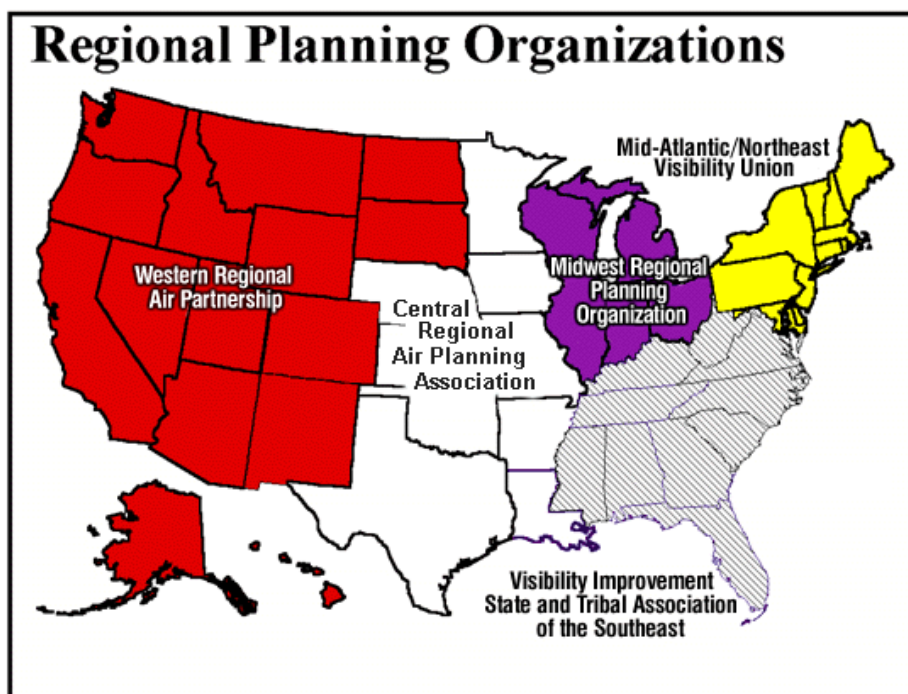 Regional Planning Organizations
Mid-Atlantic/Northeast
Visibility Union
Western Regional
Air Partnership
Midwest Regional
Planning
Organization
Central
Regional
Air Planning
Association
Visibility Improvement
State and Tribal Association
of the Southeast